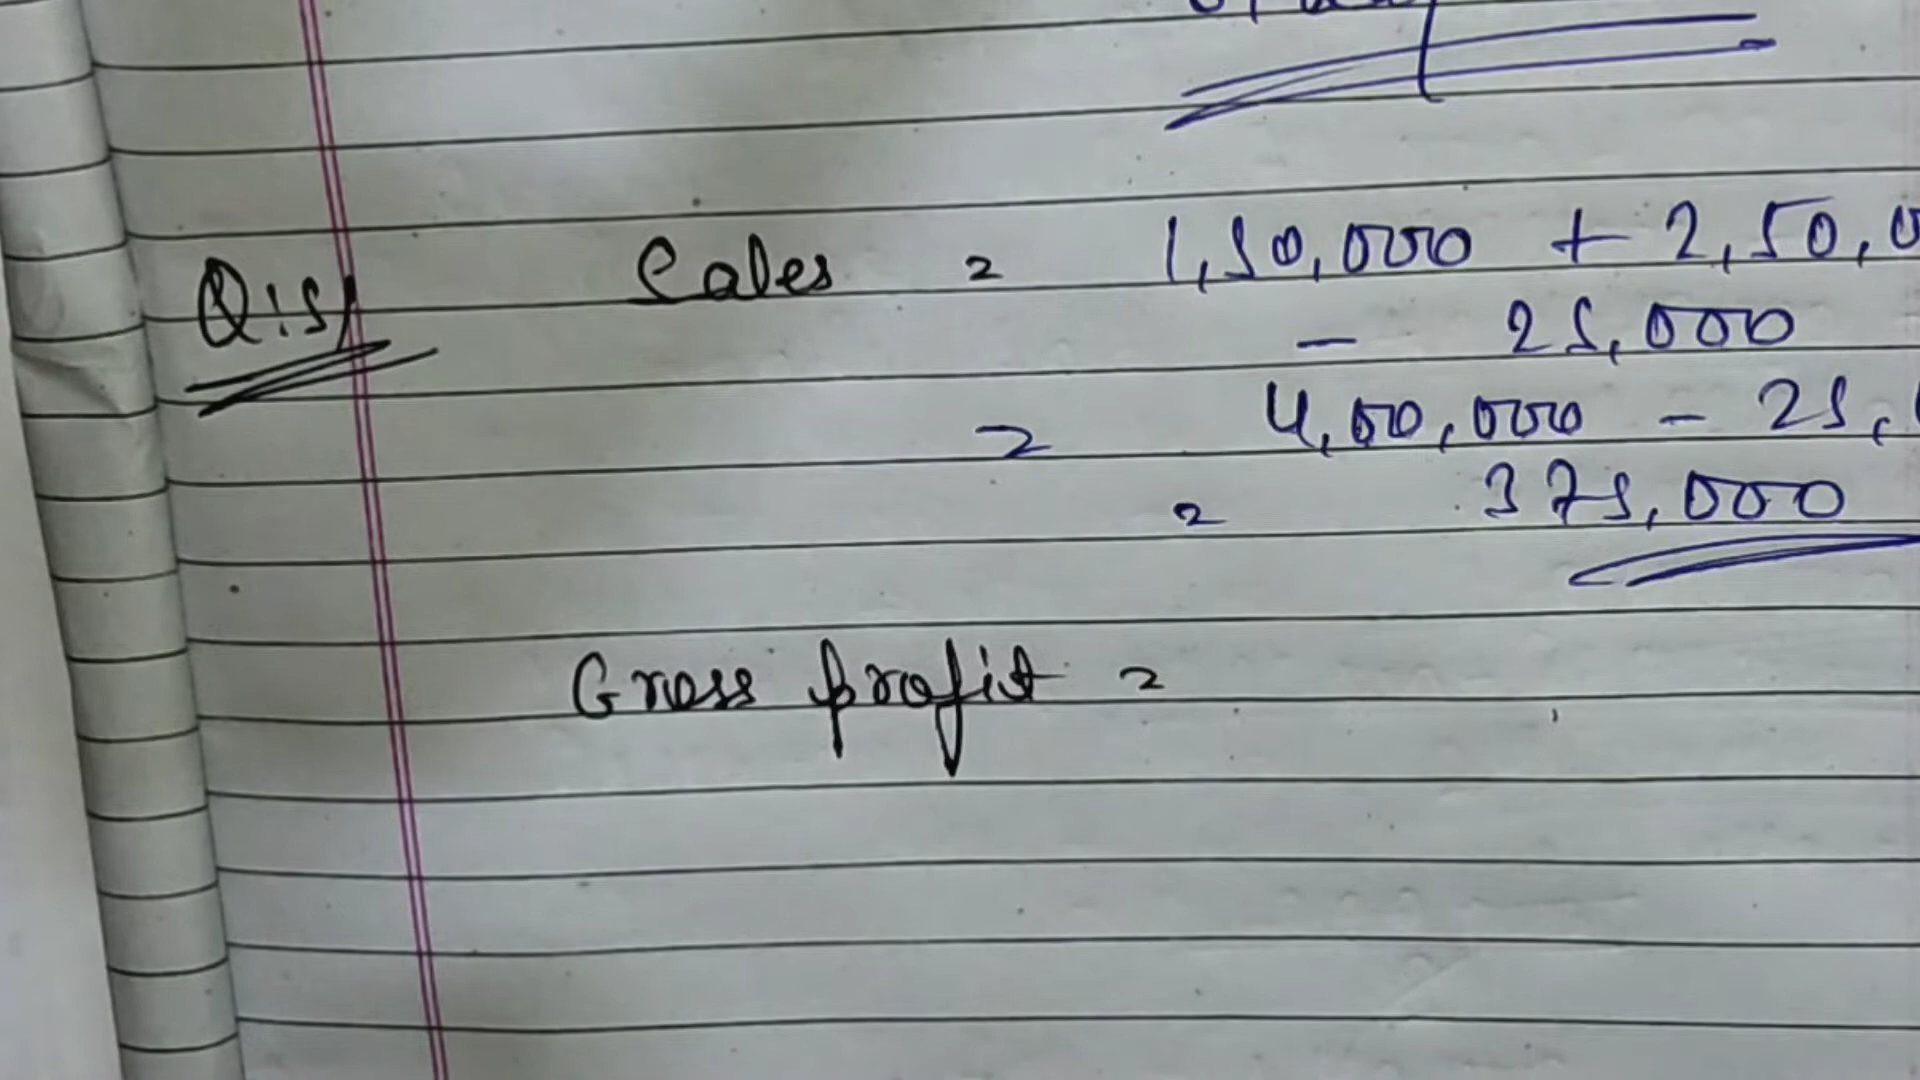 Q:5) Sales = 1,50,000 + 2,50,0
- 25,000
= 4,00,000 - 25,
= 375,000
Gross profit =